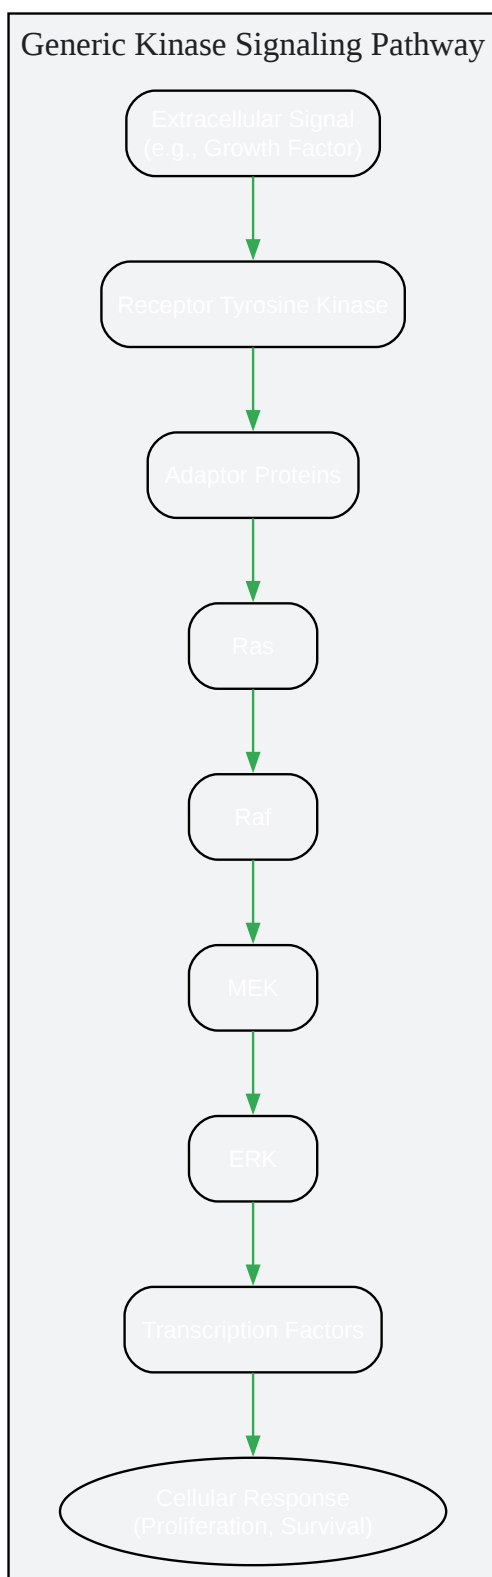 Generic Kinase Signaling Pathway
Extracellular Signal
(e.g., Growth Factor)
Receptor Tyrosine Kinase
Adaptor Proteins
Ras
Raf
MEK
ERK
Transcription Factors
Cellular Response
(Proliferation, Survival)